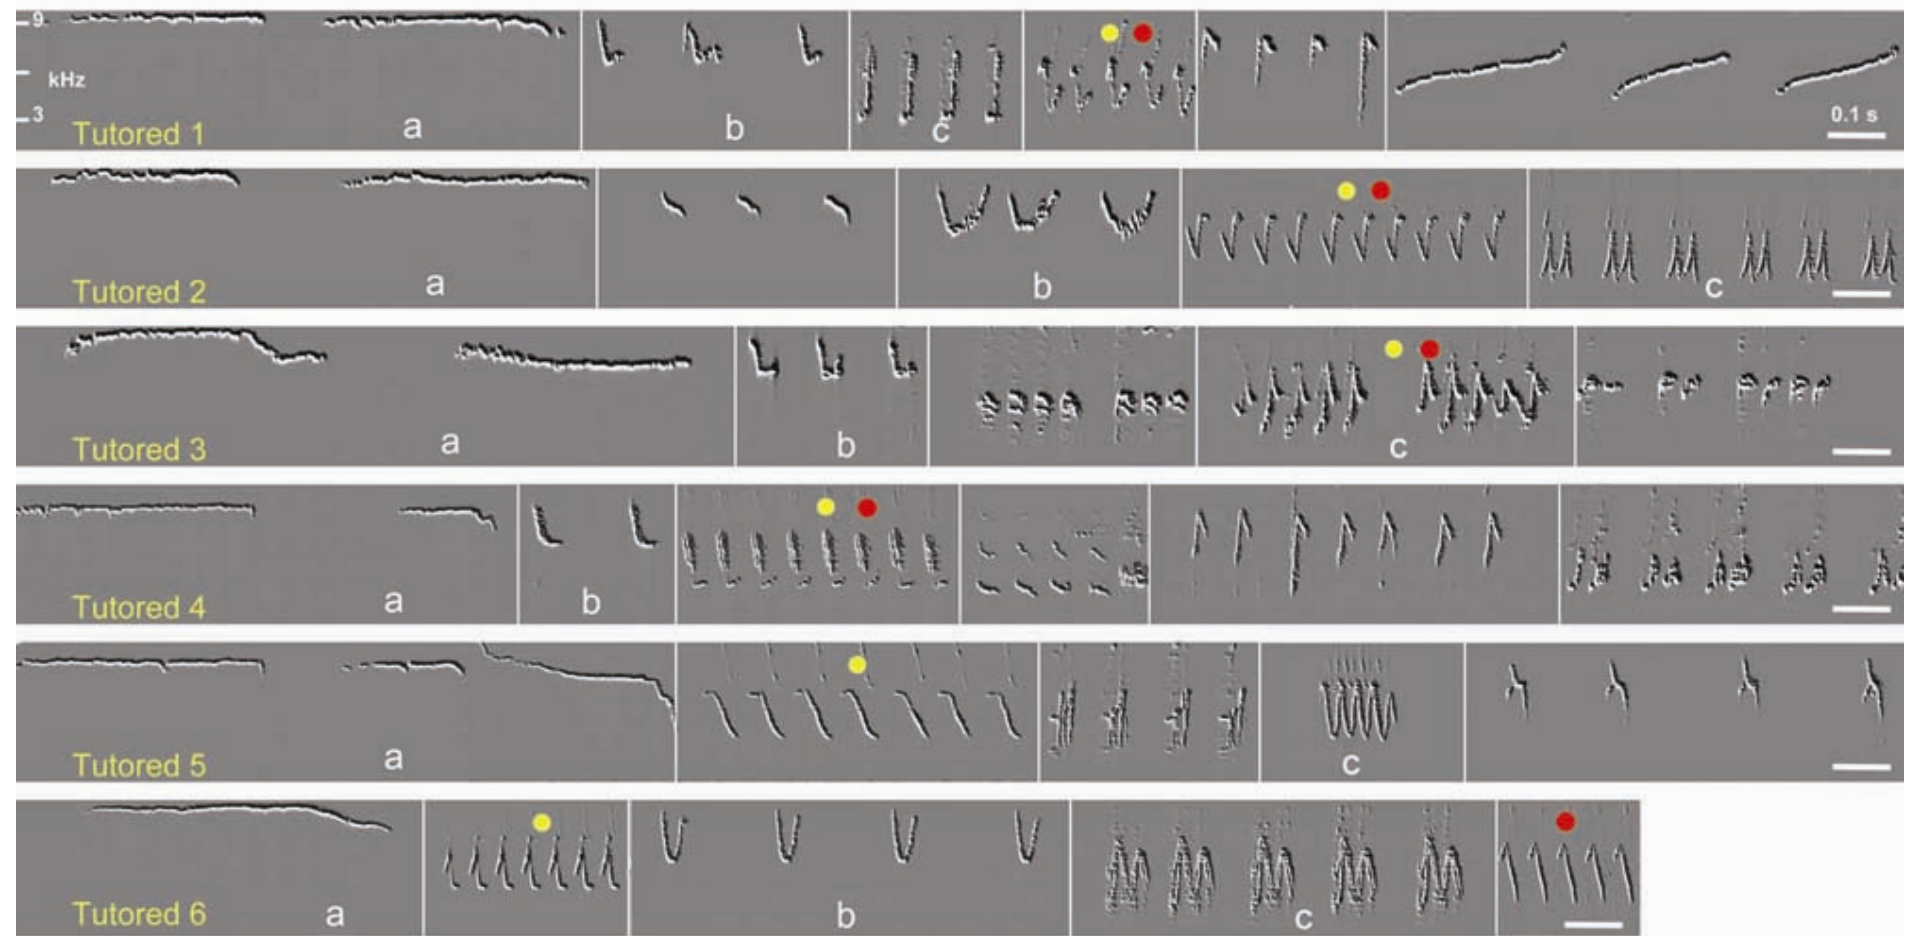 9
kHz
3
Tutored 1 a b c 0.1 s
Tutored 2 a b c
Tutored 3 a b c
Tutored 4 a b
Tutored 5 a c
Tutored 6 a b c